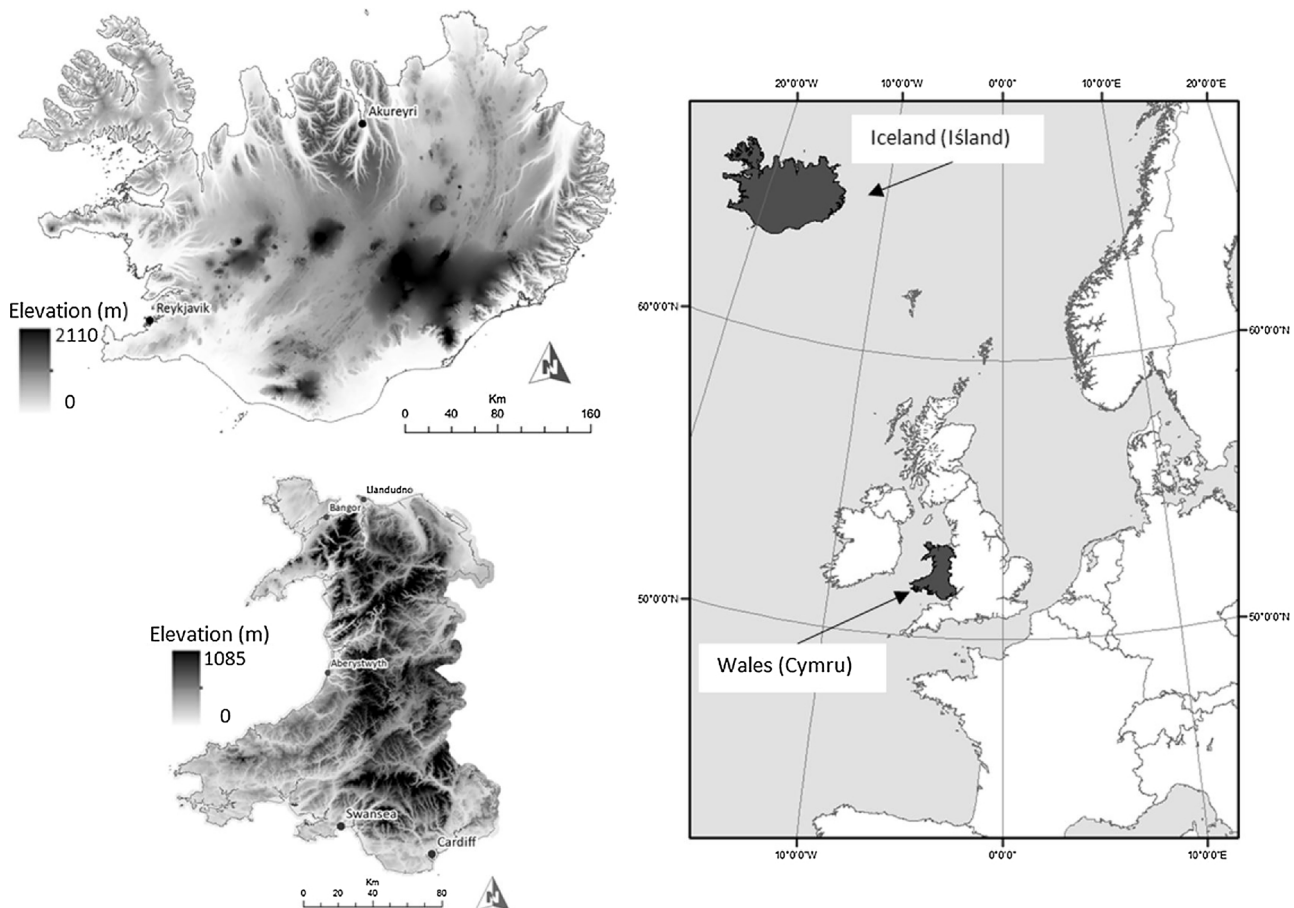 Akureyri
Reykjavik
Elevation (m)
2110
0
N
Km
0 40 80 160
Llandudno
Bangor
Elevation (m)
1085
0
Aberystwyth
Swansea
Cardiff
Km
0 20 40 80
N
20°0'0"W 10°0'0"W 0°0'0" 10°0'0"E 20°0'0"E
Iceland (Iśland)
60°0'0"N 60°0'0"N
50°0'0"N 50°0'0"N
Wales (Cymru)
10°0'0"W 0°0'0" 10°0'0"E